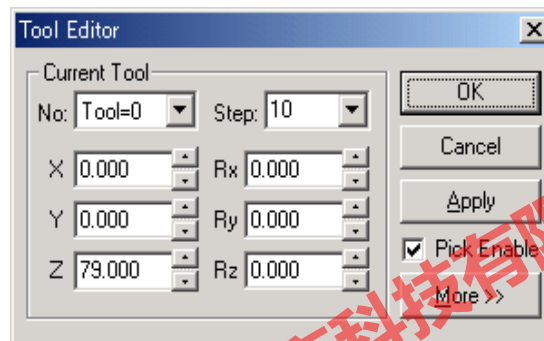 Tool Editor
Current Tool
No: Tool=0 Step: 10
X 0.000 Rx 0.000
Y 0.000 Ry 0.000
Z 79.000 Rz 0.000
OK
Cancel
Apply
Pick Enable
More >>
科技有限